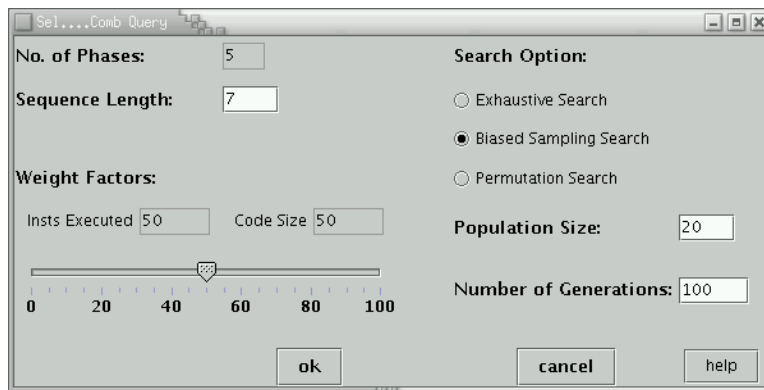 Sel....Comb Query
No. of Phases: 5
Sequence Length: 7
Weight Factors:
Insts Executed 50 Code Size 50
0 20 40 60 80 100
Search Option:
Exhaustive Search
Biased Sampling Search
Permutation Search
Population Size: 20
Number of Generations: 100
ok cancel help